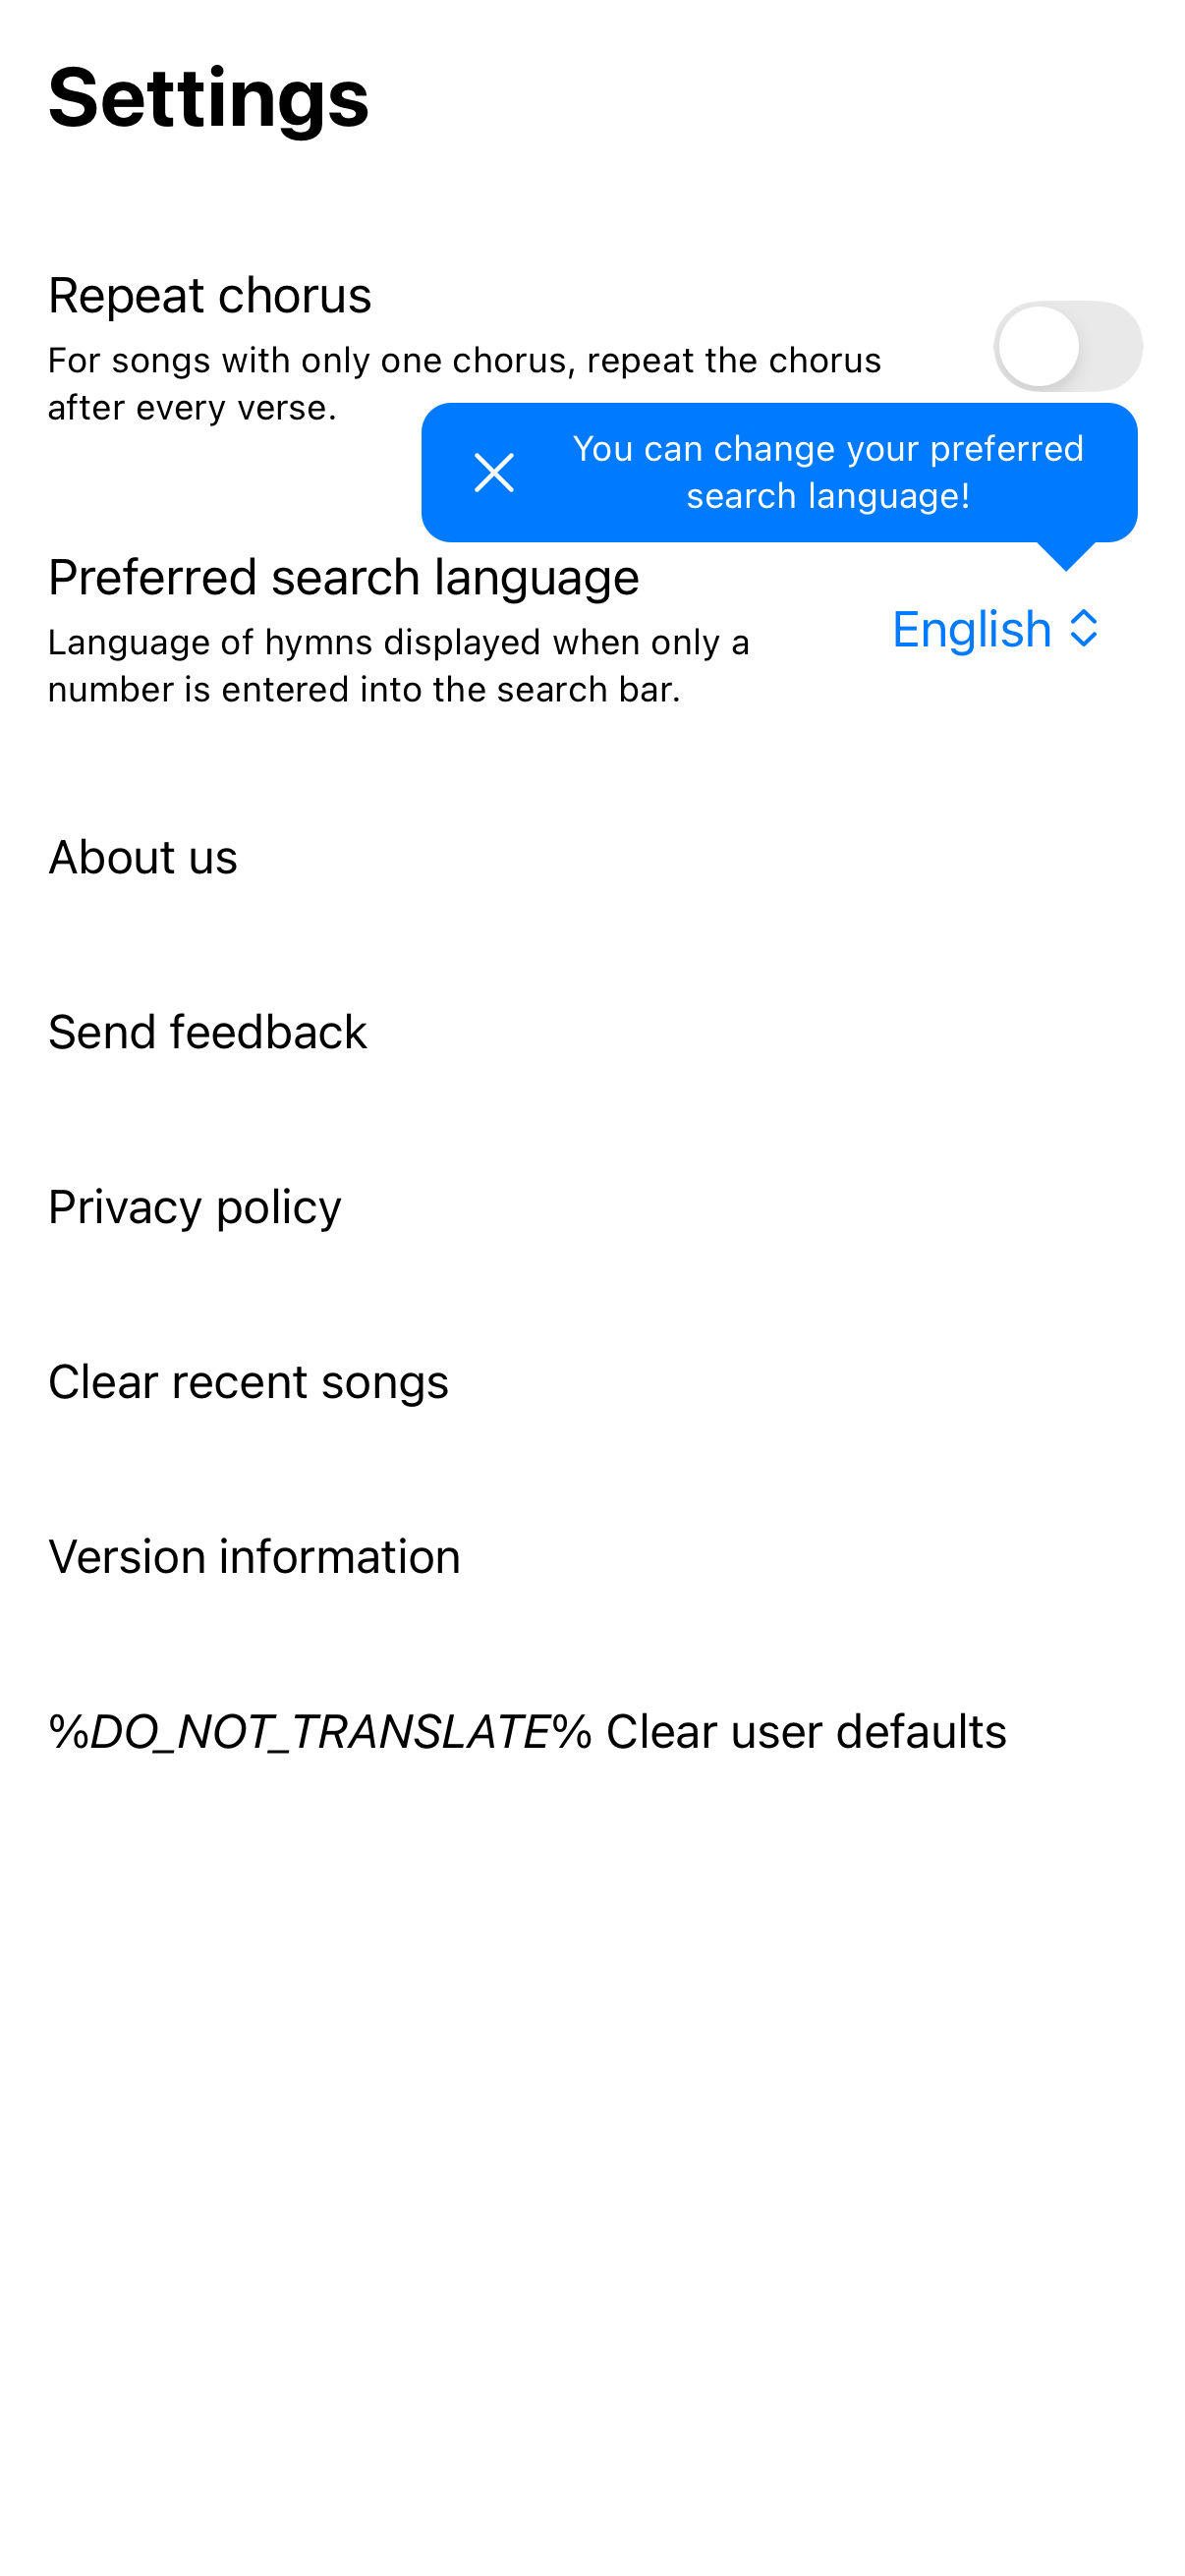 Settings
Repeat chorus
For songs with only one chorus, repeat the chorus
after every verse.
You can change your preferred
search language!
Preferred search language
Language of hymns displayed when only a
number is entered into the search bar.
English
About us
Send feedback
Privacy policy
Clear recent songs
Version information
%DO_NOT_TRANSLATE% Clear user defaults